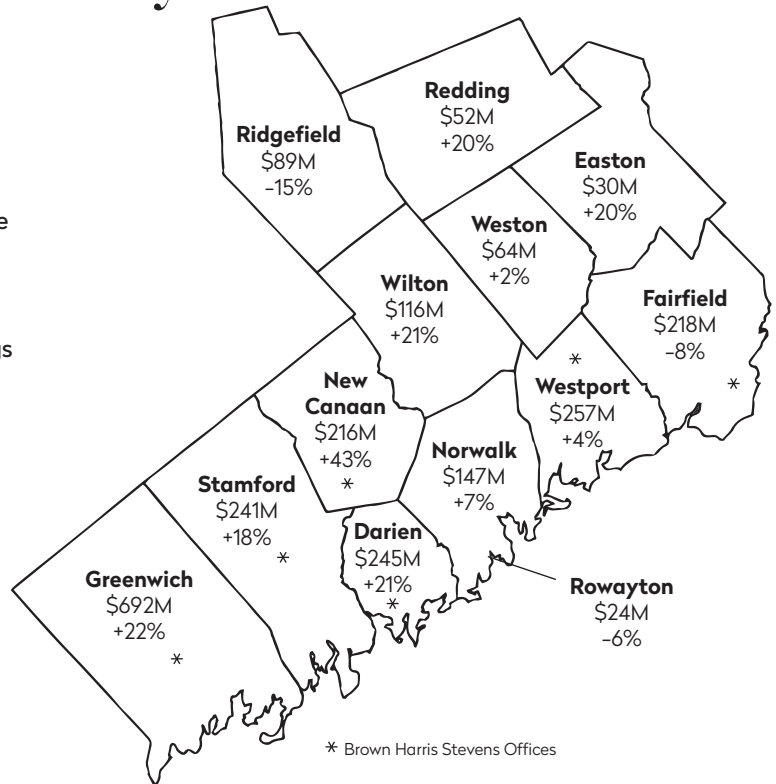 y
e
gs
Ridgefield
$89M
-15%
Redding
$52M
+20%
Easton
$30M
+20%
Weston
$64M
+2%
Wilton
$116M
+21%
Fairfield
$218M
-8%
*
New
Canaan
$216M
+43%
*
*
Westport
$257M
+4%
Norwalk
$147M
+7%
Stamford
$241M
+18%
*
Darien
$245M
+21%
*
Greenwich
$692M
+22%
*
Rowayton
$24M
-6%
* Brown Harris Stevens Offices